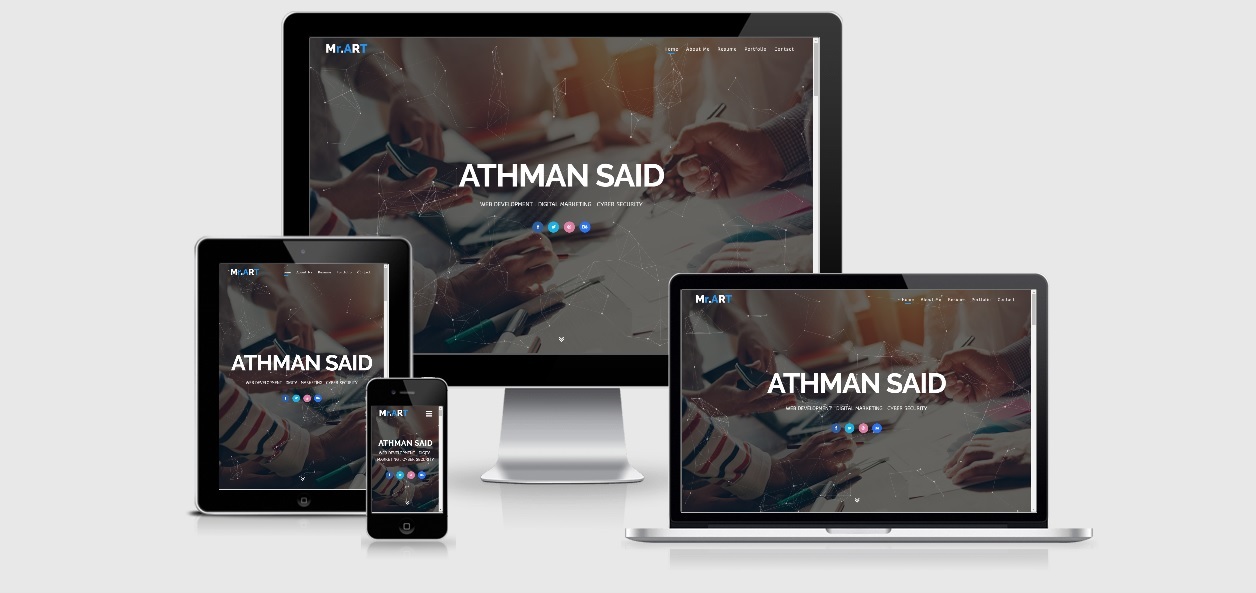 Mr.ART
Home About Me Resume Portfolio Contact
ATHMAN SAID
WEB DEVELOPMENT DIGITAL MARKETING CYBER SECURITY
Mr.ART
About Me Resume Portfolio Contact
ATHMAN SAID
WEB DEVELOPMENT DIGITAL MARKETING CYBER SECURITY
Mr.ART
ATHMAN SAID
WEB DEVELOPMENT DIGITAL
MARKETING CYBER SECURITY
Mr.ART
Home About Me Resume Portfolio Contact
ATHMAN SAID
WEB DEVELOPMENT DIGITAL MARKETING CYBER SECURITY